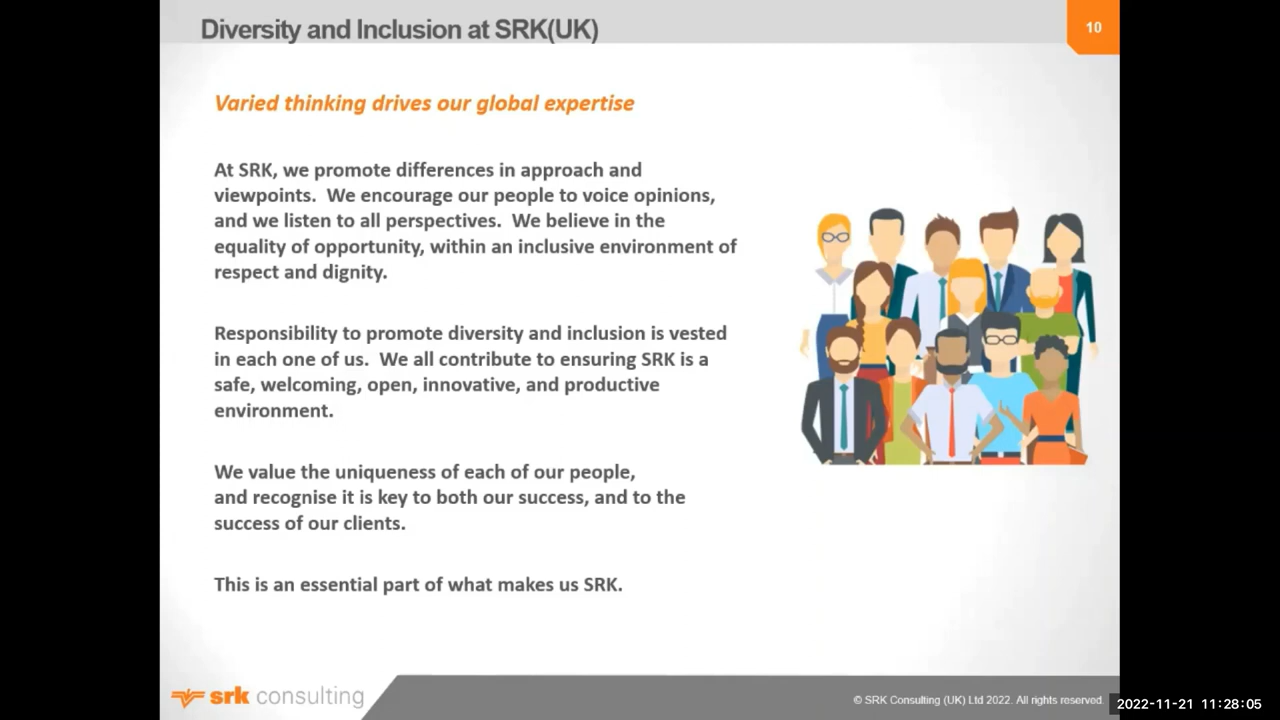 Diversity and Inclusion at SRK(UK)
10
Varied thinking drives our global expertise
At SRK, we promote differences in approach and
viewpoints.  We encourage our people to voice opinions,
and we listen to all perspectives.  We believe in the
equality of opportunity, within an inclusive environment of
respect and dignity.
Responsibility to promote diversity and inclusion is vested
in each one of us.  We all contribute to ensuring SRK is a
safe, welcoming, open, innovative, and productive
environment.
We value the uniqueness of each of our people,
and recognise it is key to both our success, and to the
success of our clients.
This is an essential part of what makes us SRK.
srk consulting
© SRK Consulting (UK) Ltd 2022. All rights reserved.
2022-11-21 11:28:05